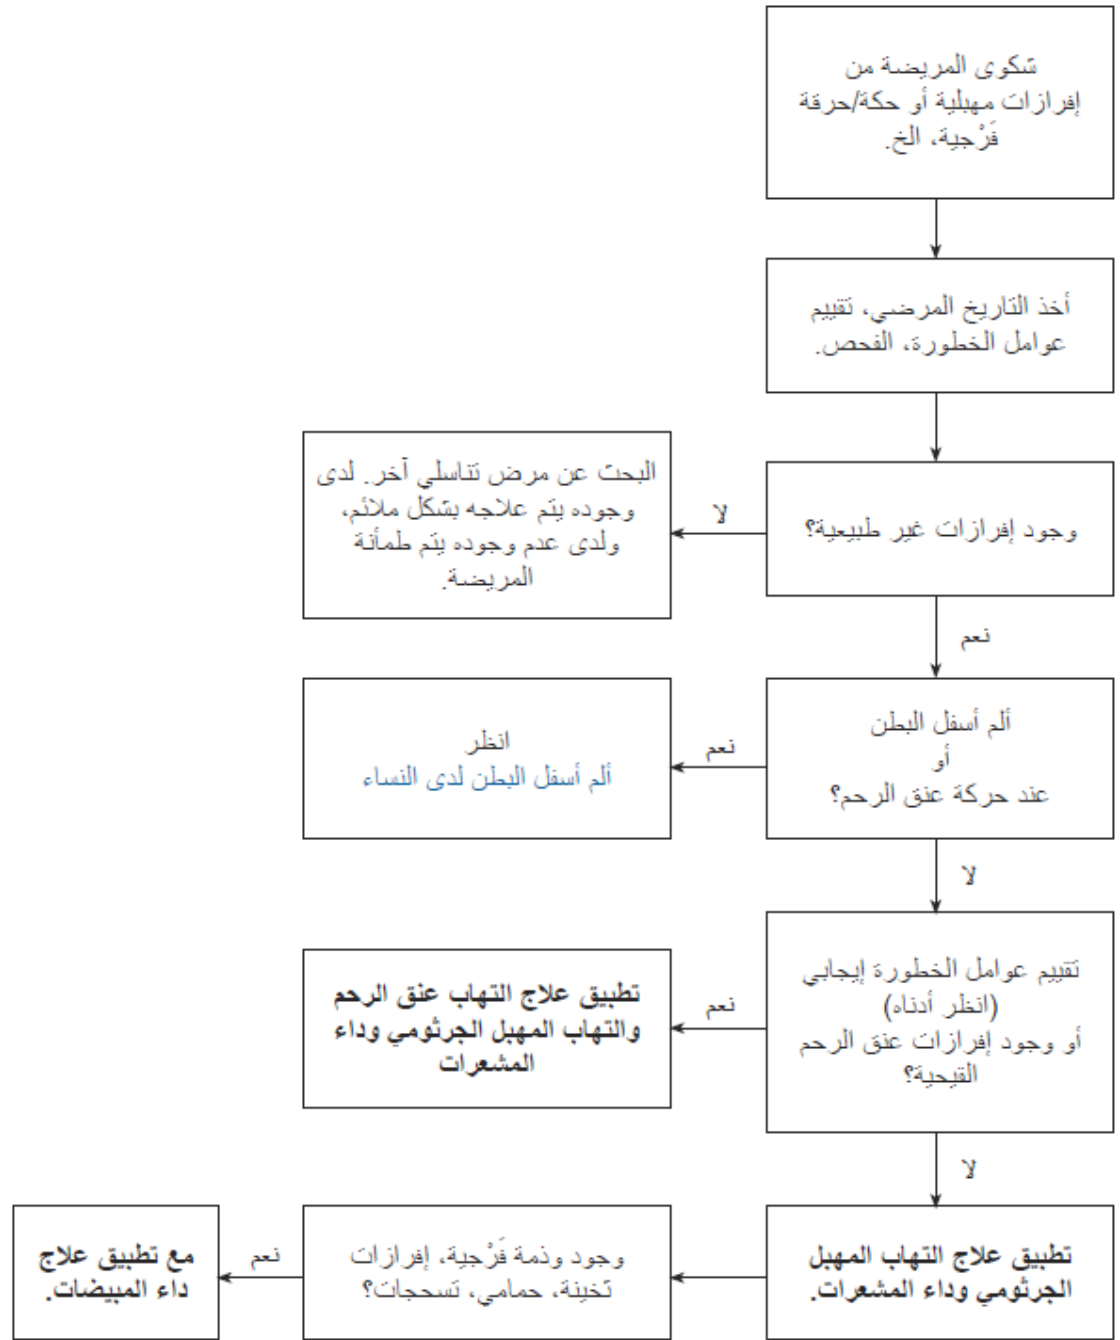 شكوى المريضة من
إفرازات مهبلية أو حكة/حرقة
فَرْجية، الخ.
أخذ التاريخ المرضي، تقييم
عوامل الخطورة، الفحص.
وجود إفرازات غير طبيعية؟
لا
البحث عن مرض تناسلي آخر. لدى
وجوده يتم علاجه بشكل ملائم،
ولدى عدم وجوده يتم طمأنة
المريضة.
نعم
ألم أسفل البطن
أو
عند حركة عنق الرحم؟
نعم
انظر
ألم أسفل البطن لدى النساء
لا
تقييم عوامل الخطورة إيجابي
(انظر أدناه)
أو وجود إفرازات عنق الرحم
القيحية؟
نعم
تطبيق علاج التهاب عنق الرحم
والتهاب المهبل الجرثومي وداء
المشعرات
لا
تطبيق علاج التهاب المهبل
الجرثومي وداء المشعرات.
وجود وذمة فَرْجية، إفرازات
ثخينة، حمامي، تسحجات؟
نعم
مع تطبيق علاج
داء المبيضات.